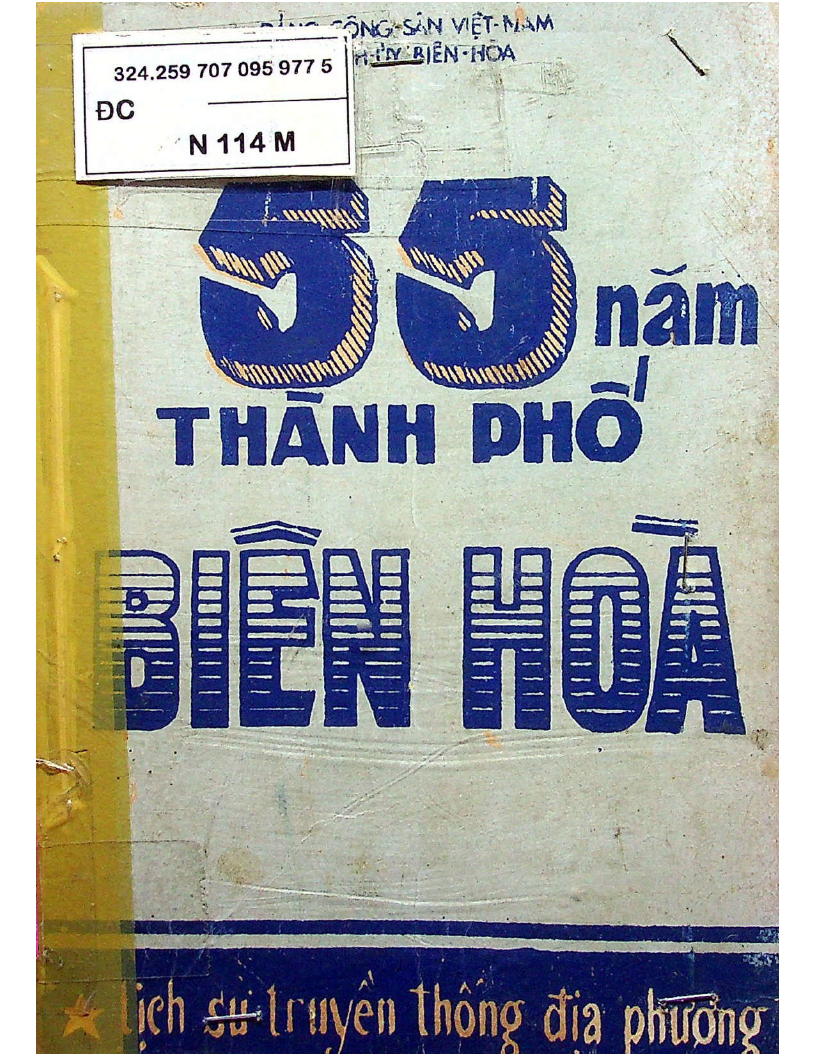 ĐẢNG CỘNG-SẢN VIỆT-NAM
ỦY BIÊN-HÒA
324.259 707 095 977 5
ĐC
N 114 M
55 năm
THÀNH PHỐ
BIÊN HÒA
lịch sử truyền thống địa phương